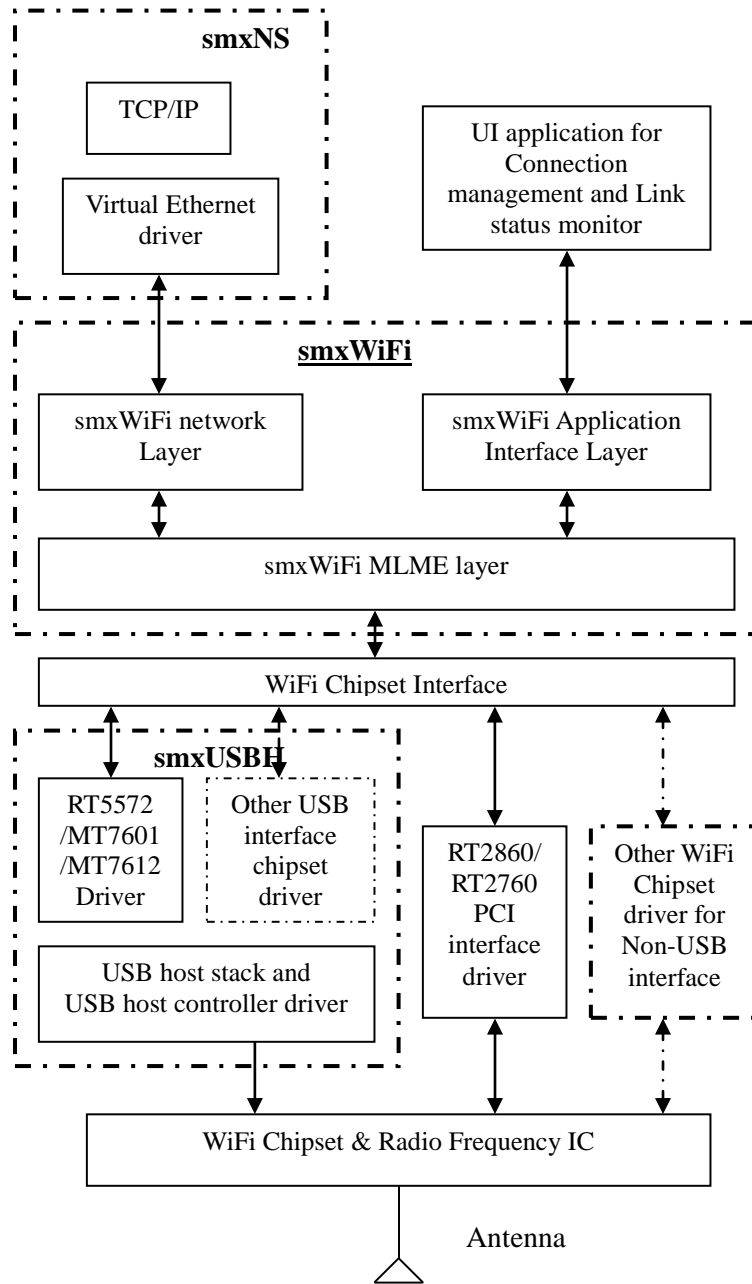 smxNS
TCP/IP
Virtual Ethernet
driver
UI application for
Connection
management and Link
status monitor
smxWiFi
smxWiFi network
Layer
smxWiFi Application
Interface Layer
smxWiFi MLME layer
WiFi Chipset Interface
smxUSBH
RT5572
/MT7601
/MT7612
Driver
Other USB
interface
chipset
driver
RT2860/
RT2760
PCI
interface
driver
Other WiFi
Chipset
driver for
Non-USB
interface
USB host stack and
USB host controller driver
WiFi Chipset & Radio Frequency IC
Antenna